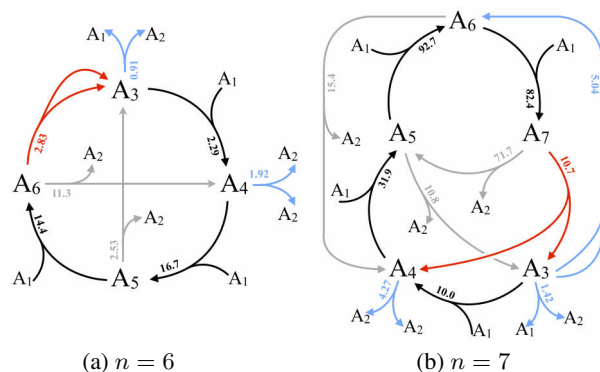 A₁ A₂
0.91
A₃
A₁
2.83
2.29
A₂
A₂
A₆
11.3
A₄
1.92
A₂
14.4
2.53
A₂
16.7
A₁
A₅
A₁
(a) n = 6
A₆
A₁
92.7
5.04
15.4
82.4
A₂
A₅
A₇
71.7
10.7
A₁
31.9
10.8
A₂
A₂
A₄
A₃
4.27
10.0
1.42
A₂
A₂
A₁
A₁
A₂
(b) n = 7